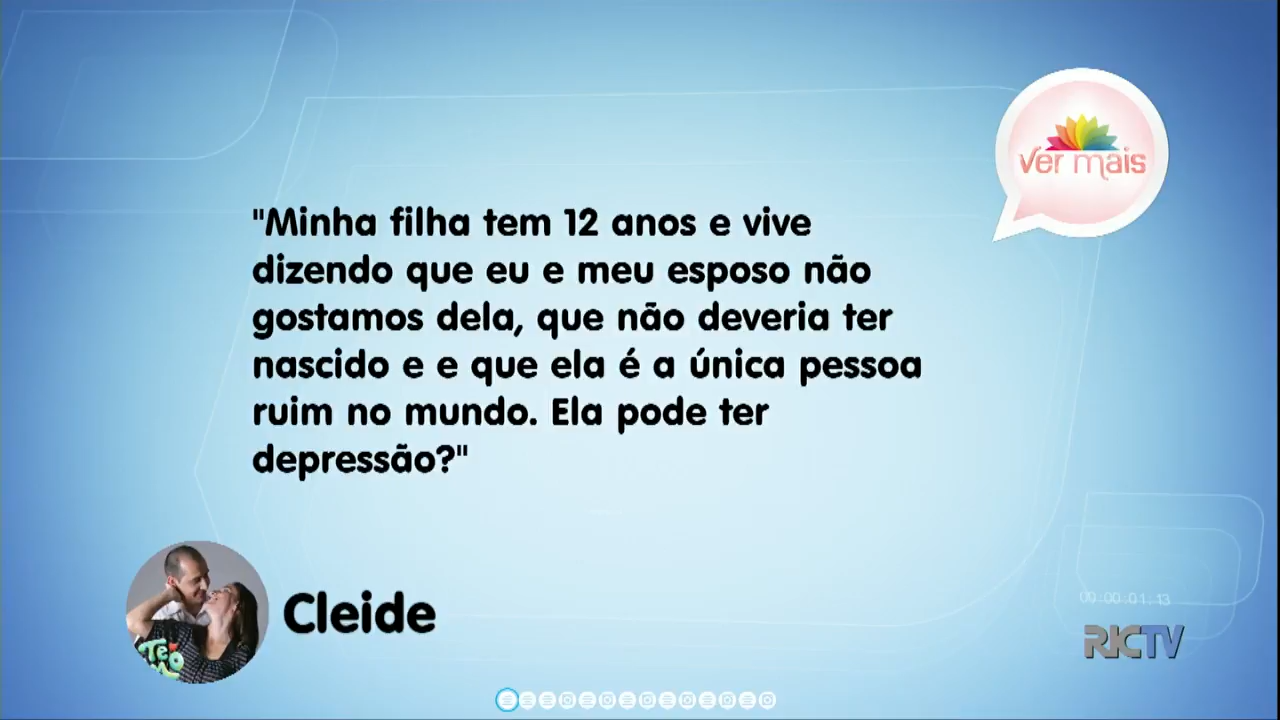 ver mais
"Minha filha tem 12 anos e vive
dizendo que eu e meu esposo não
gostamos dela, que não deveria ter
nascido e e que ela é a única pessoa
ruim no mundo. Ela pode ter
depressão?"
Cleide
00:00:01:13
RICTV